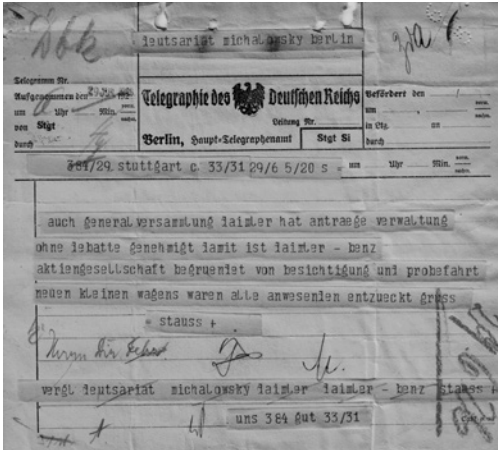 Dbk
deutsariat michalowsky berlin
Telegramm Nr.
Aufgenommen den
um Uhr Min.
von Stgt
durch
Telegraphie des Deutschen Reichs
Leitung Nr.
Berlin, Haupt-Telegraphenamt Stgt Si
Befördert den
um
in Ltg. an
um Uhr Min.
durch
384/29 stuttgart c. 33/31 29/6 5/20 s =
auch generalversammlung daimler hat antraege verwaltung
ohne debatte genehmigt damit ist daimler - benz
aktiengesellschaft begruendet von besichtigung und probefahrt
neuen kleinen wagens waren alle anwesenden entzueckt gruss
= stauss +
Herrn Dir.
vergl deutsariat michalowsky daimler daimler - benz stauss +
uns 384 gut 33/31